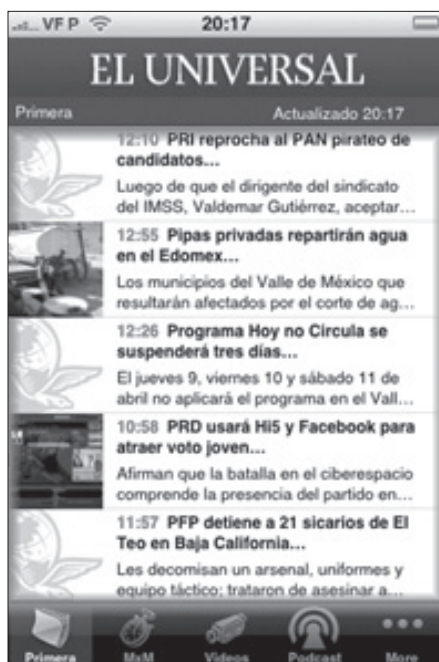 VF P 20:17
EL UNIVERSAL
Primera Actualizado 20:17
12:10 PRI reprocha al PAN pirateo de
candidatos...
Luego de que el dirigente del sindicato
del IMSS, Valdemar Gutiérrez, aceptar...
12:55 Pipas privadas repartirán agua
en el Edomex...
Los municipios del Valle de México que
resultarán afectados por el corte de ag...
12:26 Programa Hoy no Circula se
suspenderá tres días...
El jueves 9, viernes 10 y sábado 11 de
abril no aplicará el programa en el Vall...
10:58 PRD usará Hi5 y Facebook para
atraer voto joven...
Afirman que la batalla en el ciberespacio
comprende la presencia del partido en...
11:57 PFP detiene a 21 sicarios de El
Teo en Baja California...
Les decomisan un arsenal, uniformes y
equipo táctico; trataron de asesinar a...
Primera MxM Videos Podcast More